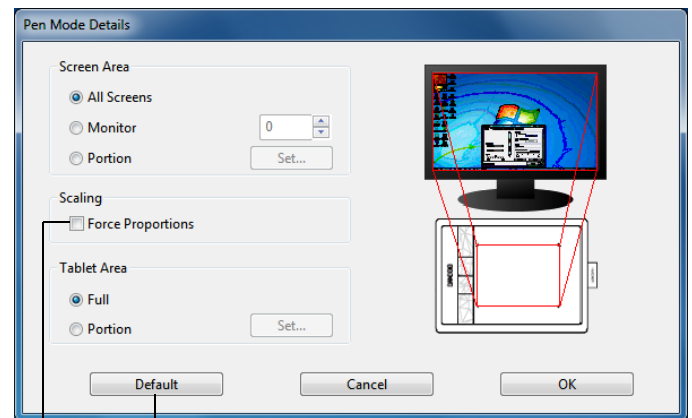 Pen Mode Details
Screen Area
All Screens
Monitor
0
Portion
Set...
Scaling
Force Proportions
Tablet Area
Full
Portion
Set...
Default
Cancel
OK